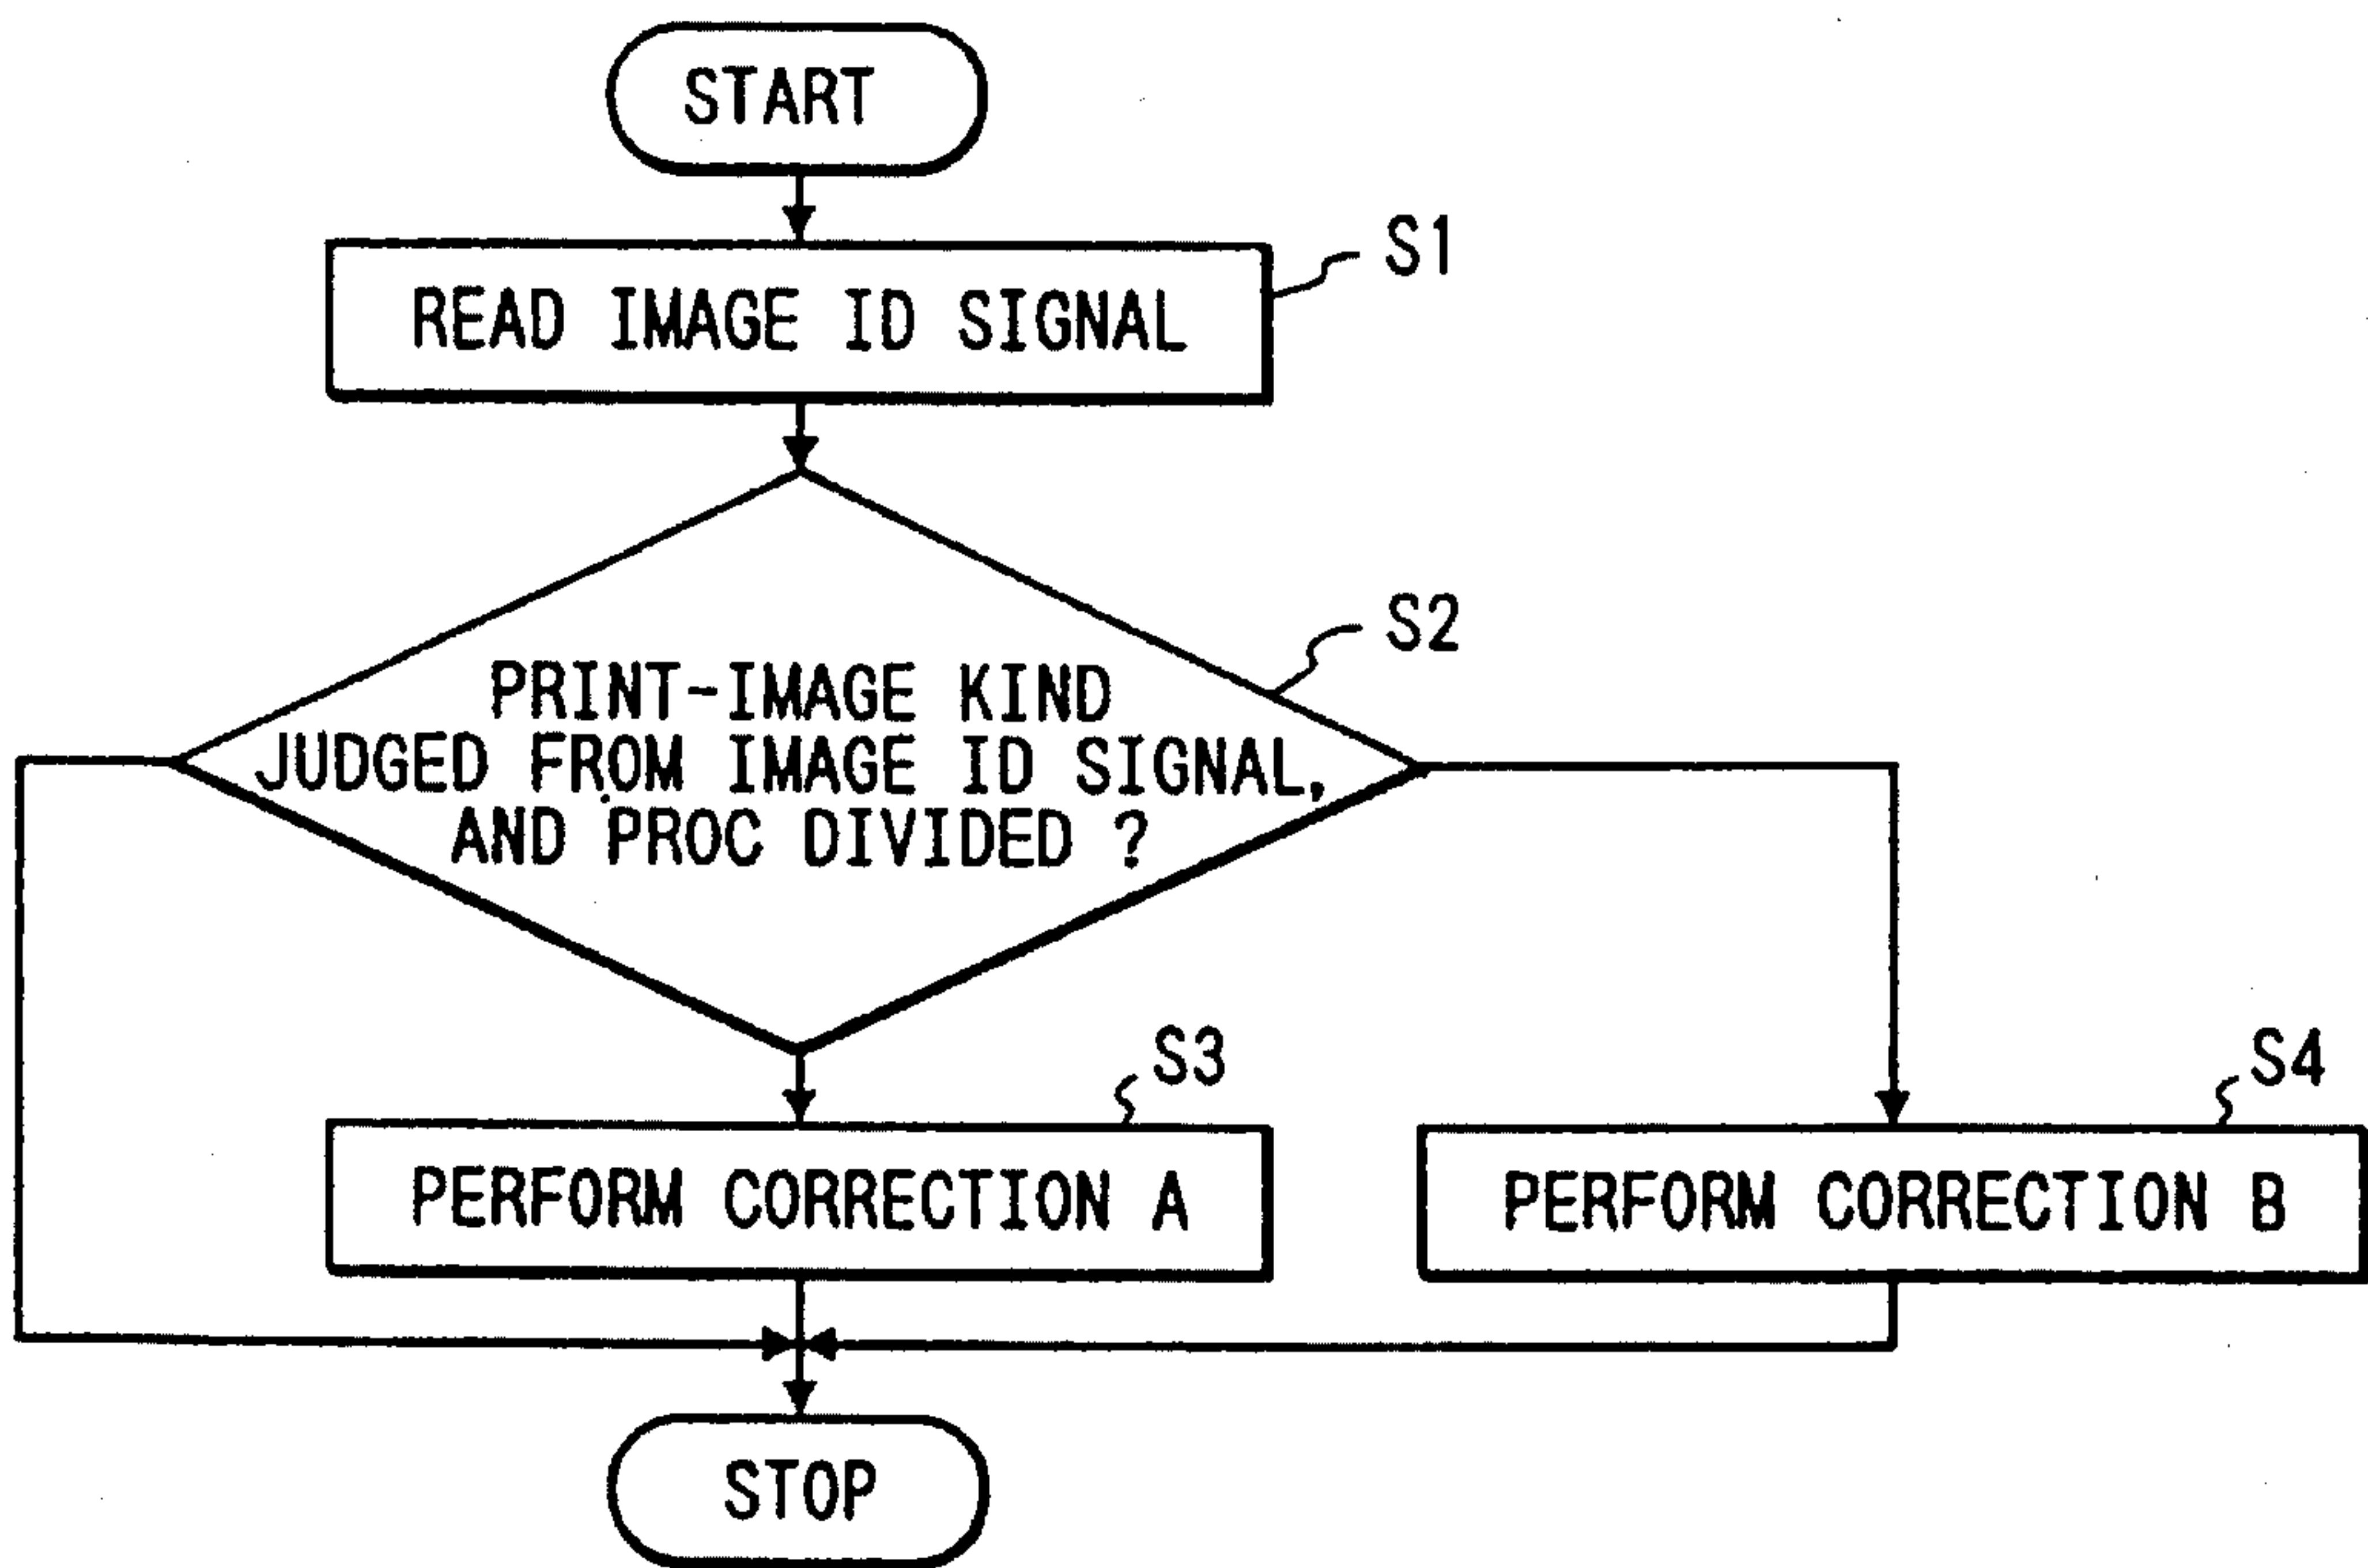 START
READ IMAGE ID SIGNAL
S1
PRINT-IMAGE KIND
JUDGED FROM IMAGE ID SIGNAL,
AND PROC DIVIDED ?
S2
PERFORM CORRECTION A
S3
PERFORM CORRECTION B
S4
STOP